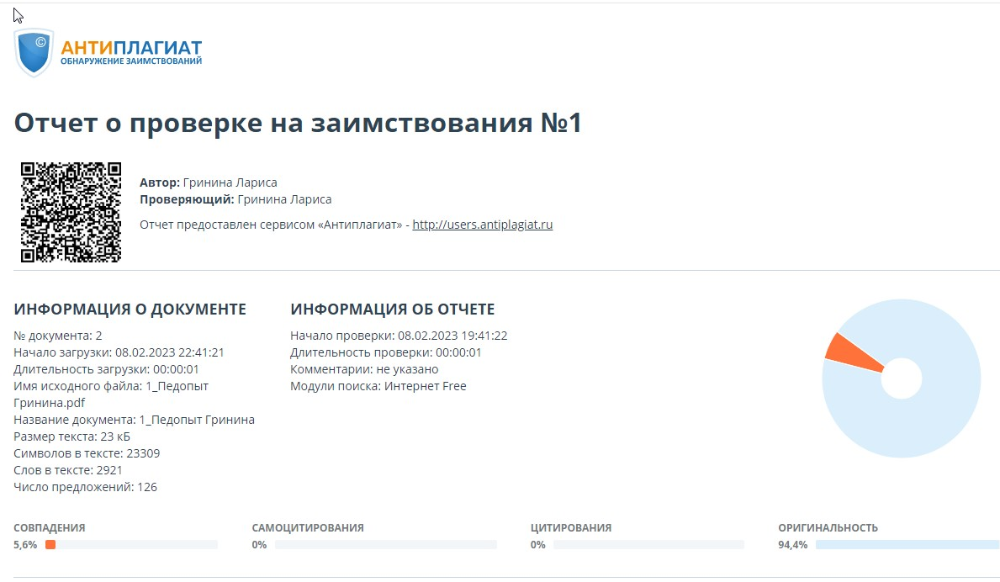 ©
АНТИПЛАГИАТ
ОБНАРУЖЕНИЕ ЗАИМСТВОВАНИЙ
Отчет о проверке на заимствования №1
Автор: Гринина Лариса
Проверяющий: Гринина Лариса
Отчет предоставлен сервисом «Антиплагиат» - http://users.antiplagiat.ru
ИНФОРМАЦИЯ О ДОКУМЕНТЕ
№ документа: 2
Начало загрузки: 08.02.2023 22:41:21
Длительность загрузки: 00:00:01
Имя исходного файла: 1_Педопыт
Гринина.pdf
Название документа: 1_Педопыт Гринина
Размер текста: 23 кБ
Символов в тексте: 23309
Слов в тексте: 2921
Число предложений: 126
ИНФОРМАЦИЯ ОБ ОТЧЕТЕ
Начало проверки: 08.02.2023 19:41:22
Длительность проверки: 00:00:01
Комментарии: не указано
Модули поиска: Интернет Free
СОВПАДЕНИЯ
5,6%
САМОЦИТИРОВАНИЯ
0%
ЦИТИРОВАНИЯ
0%
ОРИГИНАЛЬНОСТЬ
94,4%